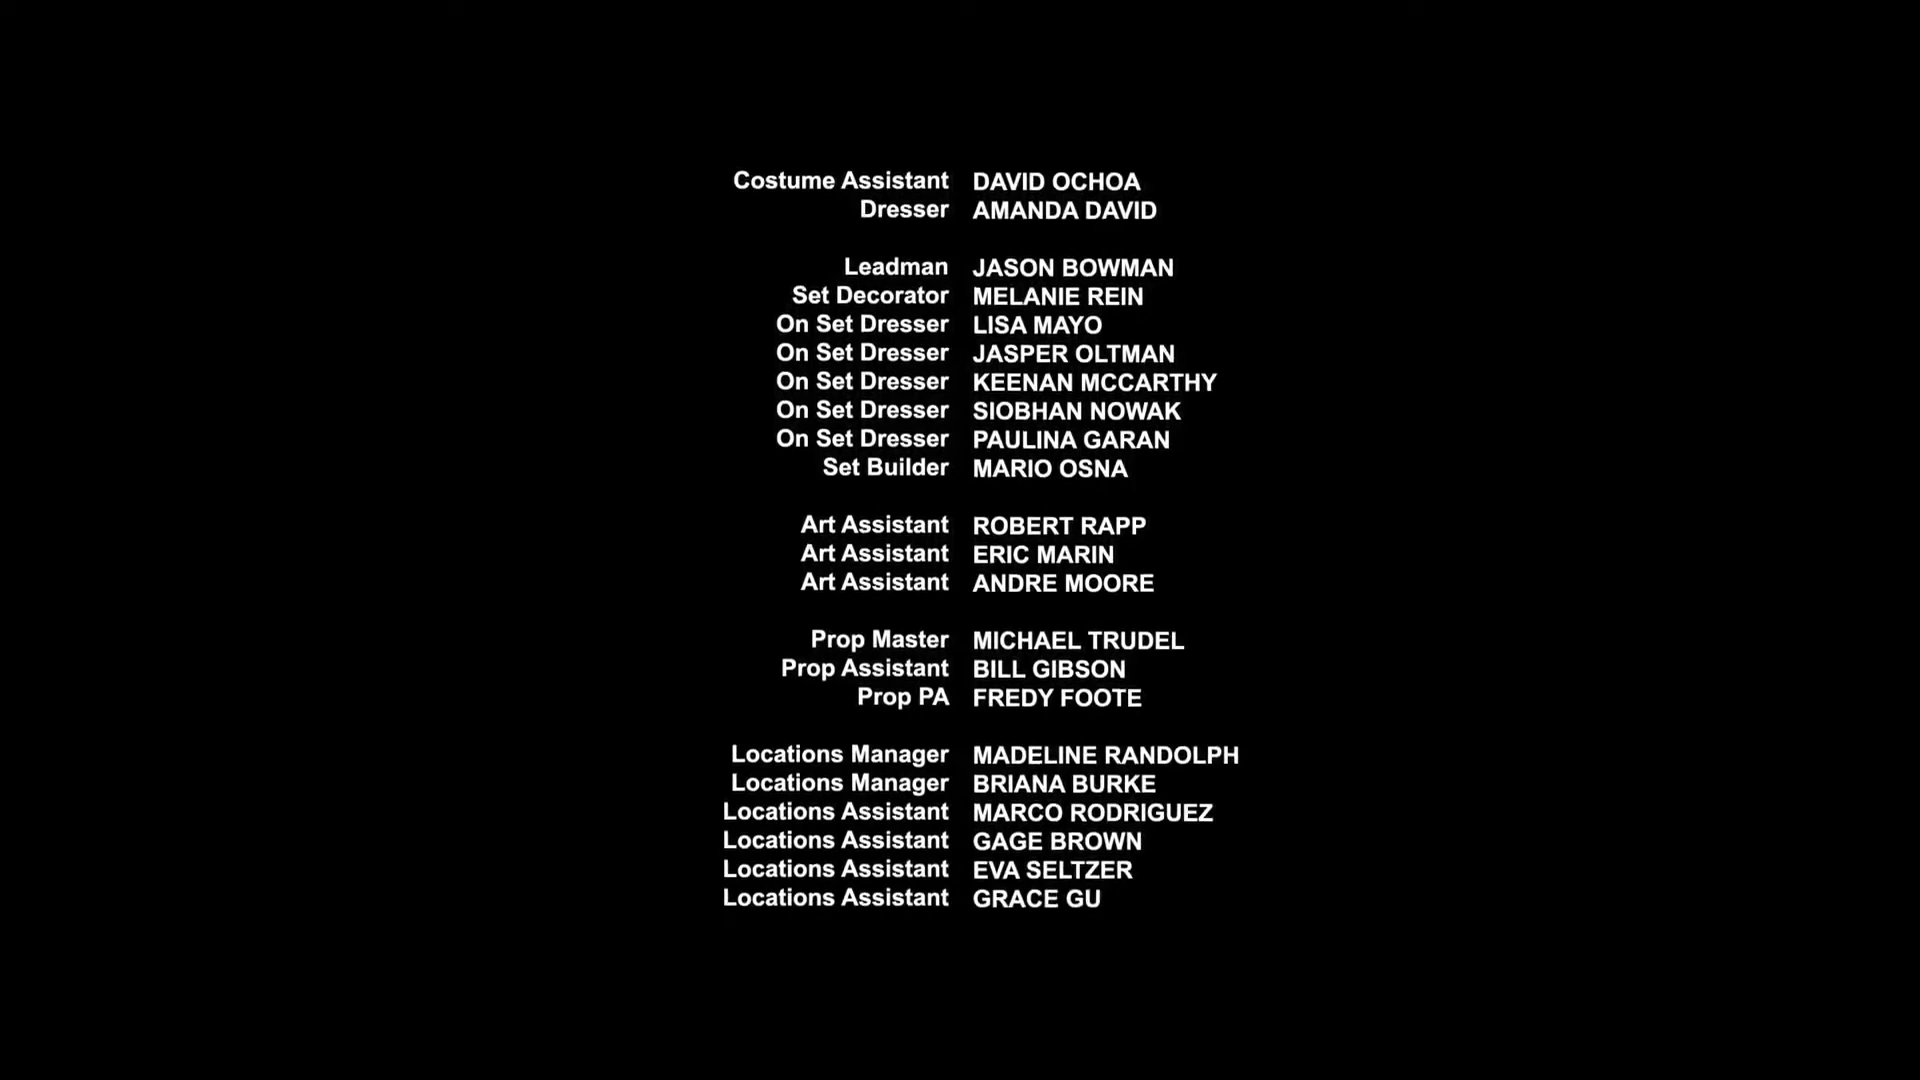 Costume Assistant DAVID OCHOA
Dresser AMANDA DAVID
Leadman JASON BOWMAN
Set Decorator MELANIE REIN
On Set Dresser LISA MAYO
On Set Dresser JASPER OLTMAN
On Set Dresser KEENAN MCCARTHY
On Set Dresser SIOBHAN NOWAK
On Set Dresser PAULINA GARAN
Set Builder MARIO OSNA
Art Assistant ROBERT RAPP
Art Assistant ERIC MARIN
Art Assistant ANDRE MOORE
Prop Master MICHAEL TRUDEL
Prop Assistant BILL GIBSON
Prop PA FREDY FOOTE
Locations Manager MADELINE RANDOLPH
Locations Manager BRIANA BURKE
Locations Assistant MARCO RODRIGUEZ
Locations Assistant GAGE BROWN
Locations Assistant EVA SELTZER
Locations Assistant GRACE GU